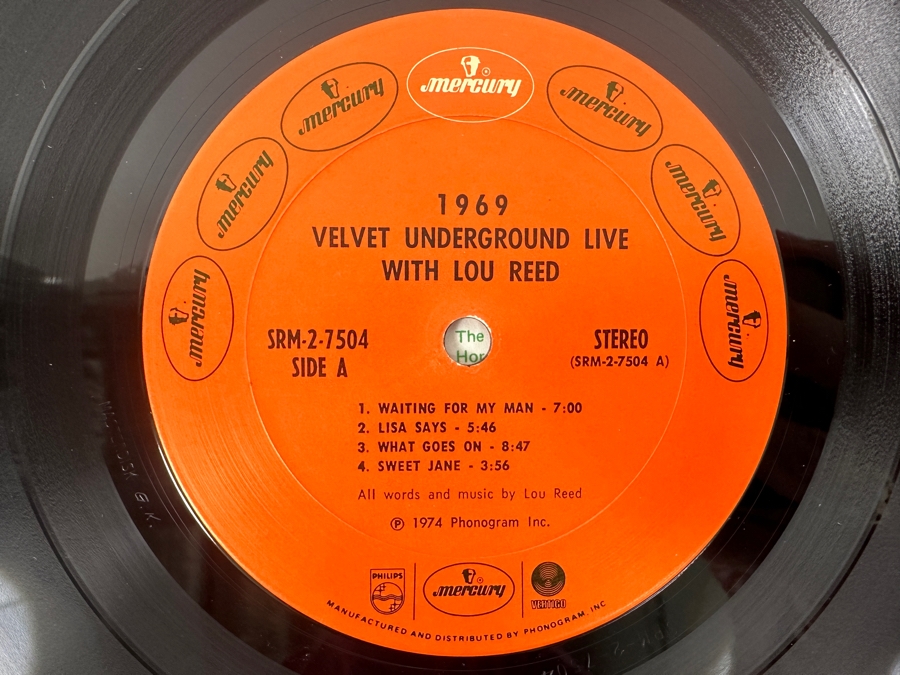 mercury
mercury
mercury
mercury
mercury
mercury
mercury
1969
VELVET UNDERGROUND LIVE
WITH LOU REED
SRM-2-7504
SIDE A
The
Hor
STEREO
(SRM-2-7504 A)
1. WAITING FOR MY MAN - 7:00
2. LISA SAYS - 5:46
3. WHAT GOES ON - 8:47
4. SWEET JANE - 3:56
All words and music by Lou Reed
℗ 1974 Phonogram Inc.
PHILIPS
mercury
VERTIGO
MANUFACTURED AND DISTRIBUTED BY PHONOGRAM, INC
G.K.